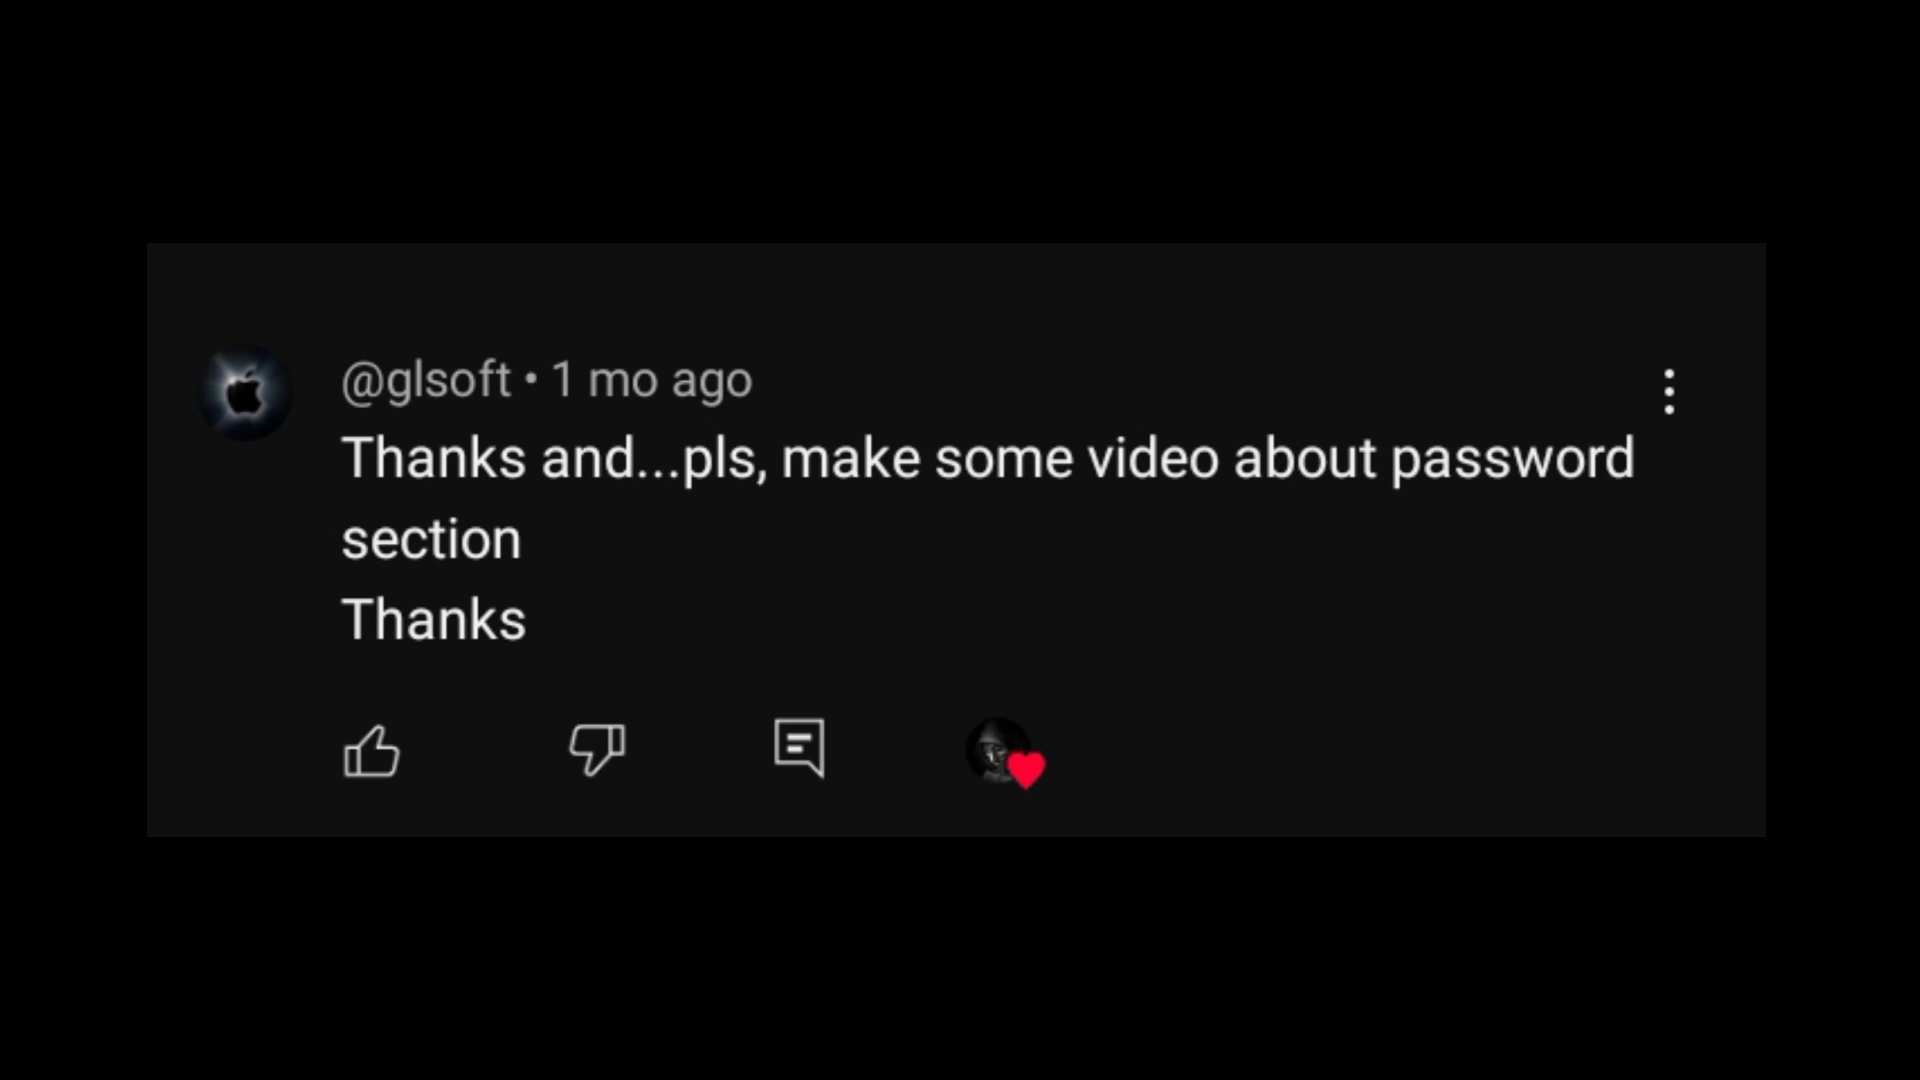 @glsoft • 1 mo ago
Thanks and...pls, make some video about password
section
Thanks